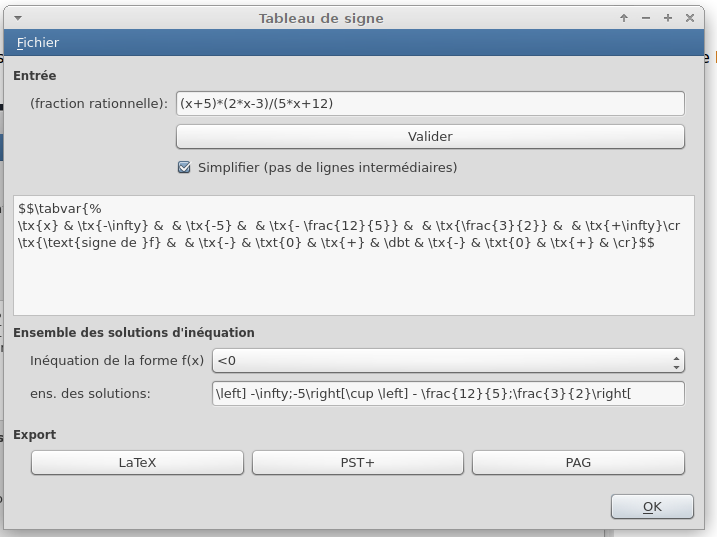 Tableau de signe
Fichier
Entrée
(fraction rationnelle): (x+5)*(2*x-3)/(5*x+12)
Valider
Simplifier (pas de lignes intermédiaires)
$$\tabvar{%
\tx{x} & \tx{-\infty} &  & \tx{-5} &  & \tx{- \frac{12}{5}} &  & \tx{\frac{3}{2}} &  & \tx{+\infty}\cr
\tx{\text{signe de }f} &  & \tx{-} & \txt{0} & \tx{+} & \dbt & \tx{-} & \txt{0} & \tx{+} & \cr}$$
Ensemble des solutions d'inéquation
Inéquation de la forme f(x) <0
ens. des solutions: \left] -\infty;-5\right[\cup \left] - \frac{12}{5};\frac{3}{2}\right[
Export
LaTeX PST+ PAG
OK